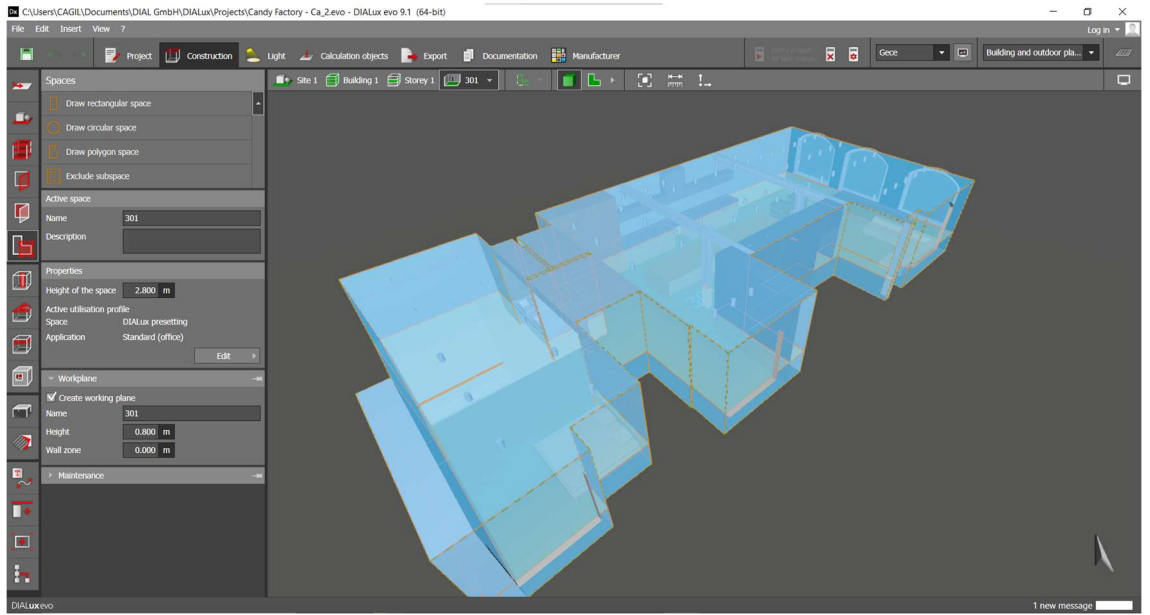 C:\Users\CAGIL\Documents\DIAL GmbH\DIALux\Projects\Candy Factory - Ca_2.evo - DIALux evo 9.1 (64-bit)
File Edit Insert View ?
Log in
Project Construction Light Calculation objects Export Documentation Manufacturer
Gece
Building and outdoor pla...
Spaces
Site 1 Building 1 Storey 1 301
Draw rectangular space
Draw circular space
Draw polygon space
Exclude subspace
Active space
Name 301
Description
Properties
Height of the space 2.800 m
Active utilisation profile
Space DIALux presetting
Application Standard (office)
Edit
Workplane
Create working plane
Name 301
Height 0.800 m
Wall zone 0.000 m
Maintenance
DIALux evo
1 new message